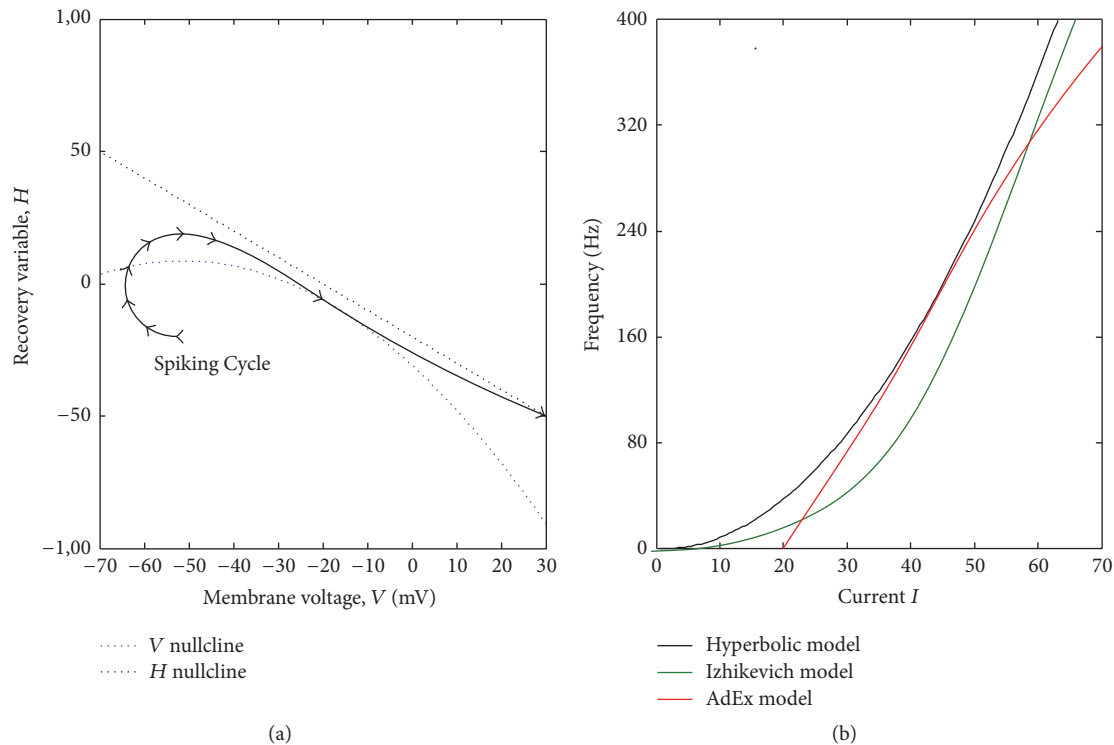 1,00
50
0
−50
−1,00
Recovery variable, H
Spiking Cycle
−70 −60 −50 −40 −30 −20 −10 0 10 20 30
Membrane voltage, V (mV)
V nullcline
H nullcline
(a)
400
320
240
160
80
0
Frequency (Hz)
0 10 20 30 40 50 60 70
Current I
Hyperbolic model
Izhikevich model
AdEx model
(b)